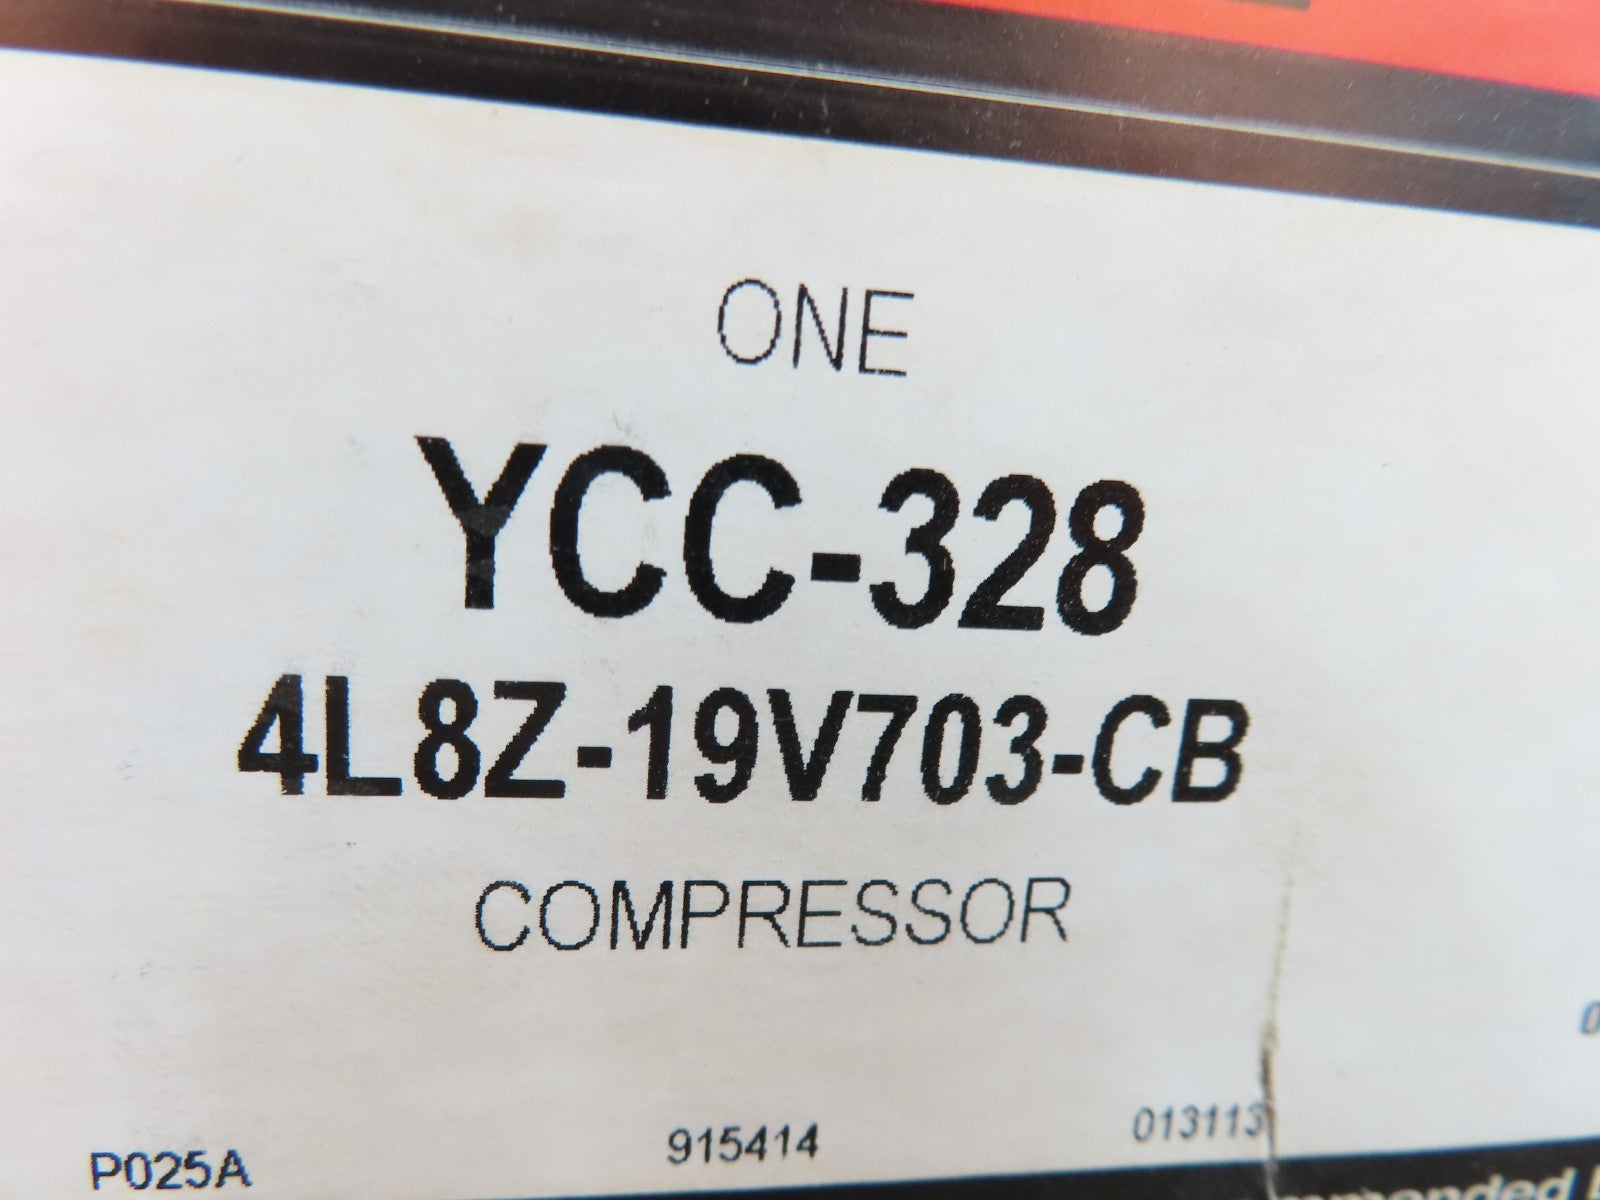 ONE
YCC-328
4L8Z-19V703-CB
COMPRESSOR
P025A 915414 013113